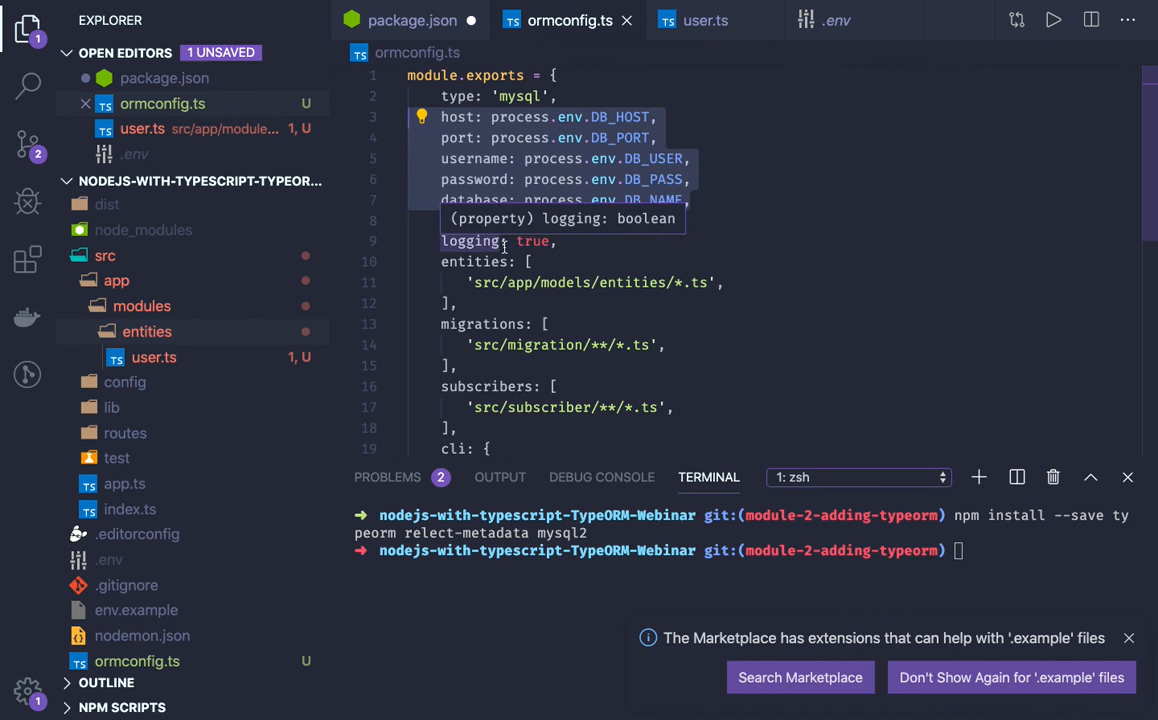 EXPLORER
OPEN EDITORS 1 UNSAVED
package.json
ormconfig.ts U
user.ts src/app/module... 1, U
.env
NODEJS-WITH-TYPESCRIPT-TYPEOR...
dist
node_modules
src
app
modules
entities
user.ts 1, U
config
lib
routes
test
app.ts
index.ts
.editorconfig
.env
.gitignore
env.example
nodemon.json
ormconfig.ts U
OUTLINE
NPM SCRIPTS
1
2
1
package.json
ormconfig.ts
user.ts
.env
ormconfig.ts
1 module.exports = {
2 type: 'mysql',
3 host: process.env.DB_HOST,
4 port: process.env.DB_PORT,
5 username: process.env.DB_USER,
6 password: process.env.DB_PASS,
7 database: process.env.DB_NAME,
8 (property) logging: boolean
9 logging: true,
10 entities: [
11 'src/app/models/entities/*.ts',
12 ],
13 migrations: [
14 'src/migration/**/*.ts',
15 ],
16 subscribers: [
17 'src/subscriber/**/*.ts',
18 ],
19 cli: {
PROBLEMS 2 OUTPUT DEBUG CONSOLE TERMINAL 1: zsh
➜ nodejs-with-typescript-TypeORM-Webinar git:(module-2-adding-typeorm) npm install --save ty
peorm relect-metadata mysql2
➜ nodejs-with-typescript-TypeORM-Webinar git:(module-2-adding-typeorm)
The Marketplace has extensions that can help with '.example' files
Search Marketplace
Don't Show Again for '.example' files